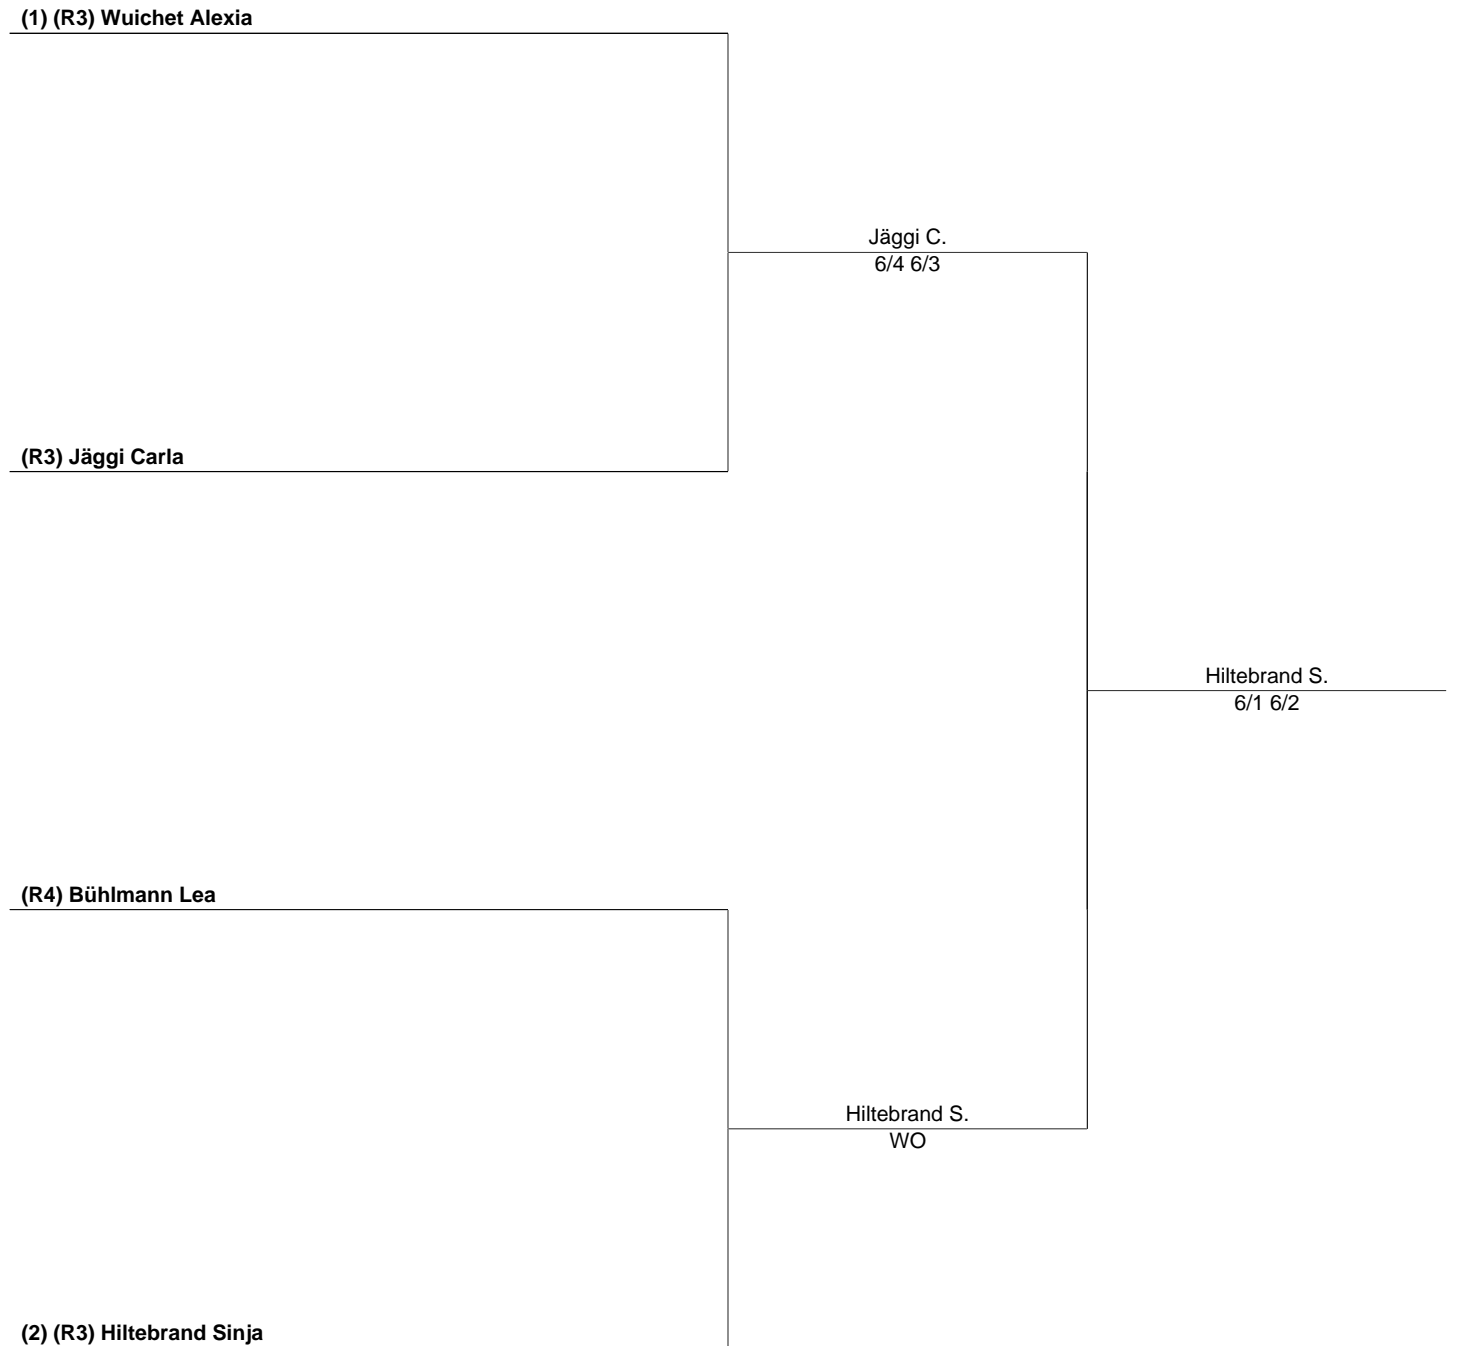 (1) (R3) Wuichet Alexia
Jäggi C.
6/4 6/3
(R3) Jäggi Carla
Hiltebrand S.
6/1 6/2
(R4) Bühlmann Lea
Hiltebrand S.
WO
(2) (R3) Hiltebrand Sinja